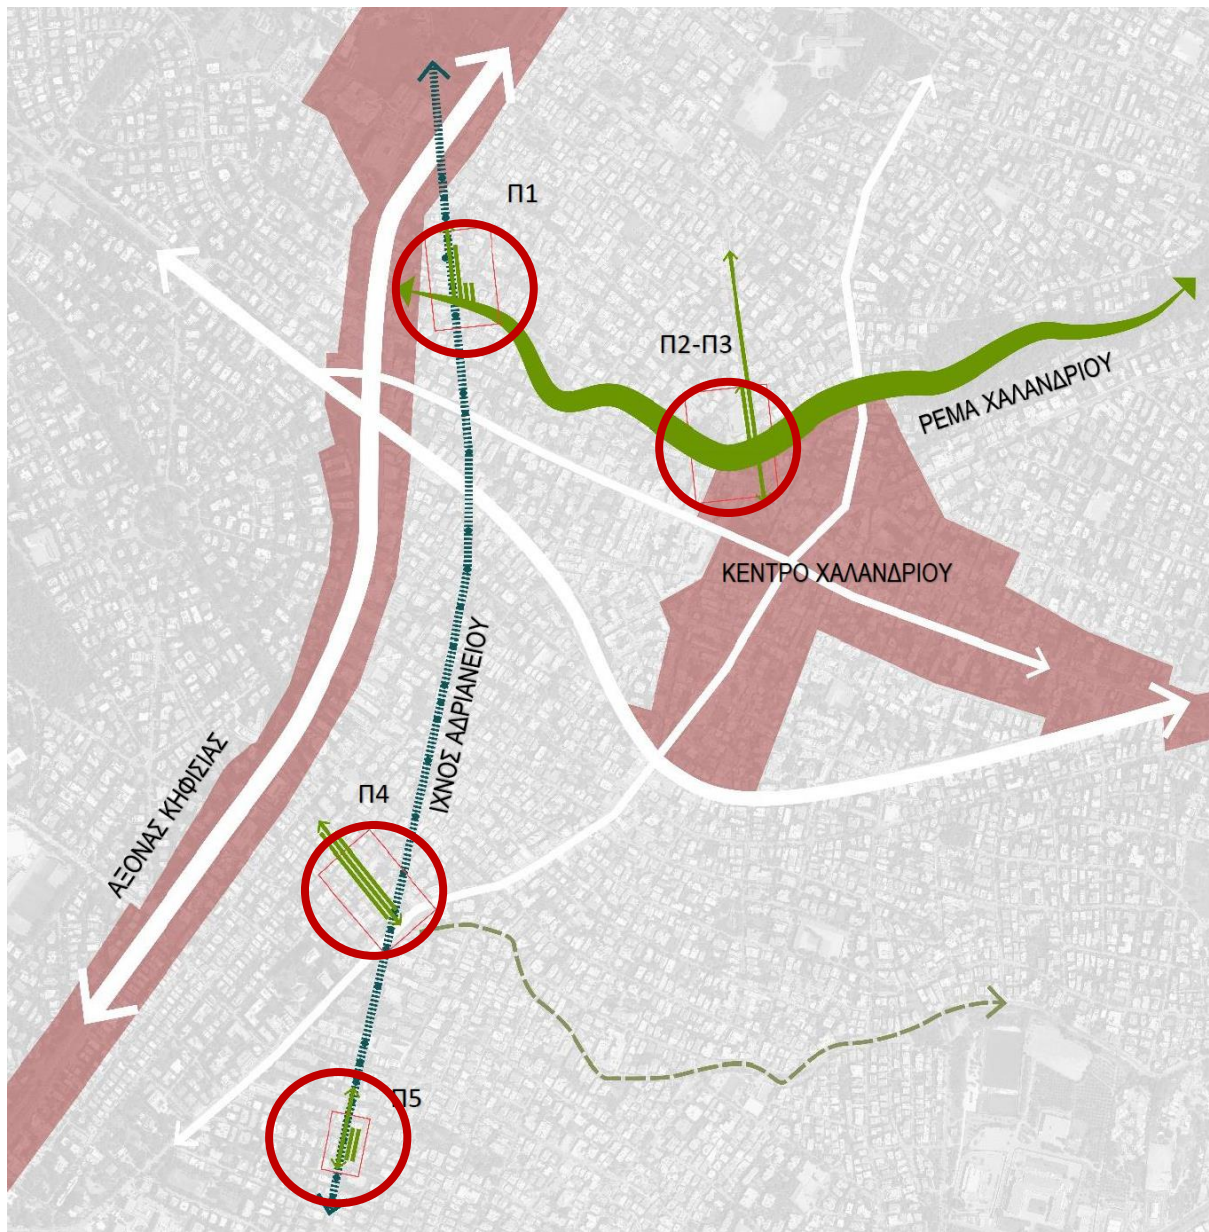 Π1
Π2-Π3
ΡΕΜΑ ΧΑΛΑΝΔΡΙΟΥ
ΚΕΝΤΡΟ ΧΑΛΑΝΔΡΙΟΥ
ΙΧΝΟΣ ΑΔΡΙΑΝΕΙΟΥ
ΑΞΟΝΑΣ ΚΗΦΙΣΙΑΣ
Π4
Π5